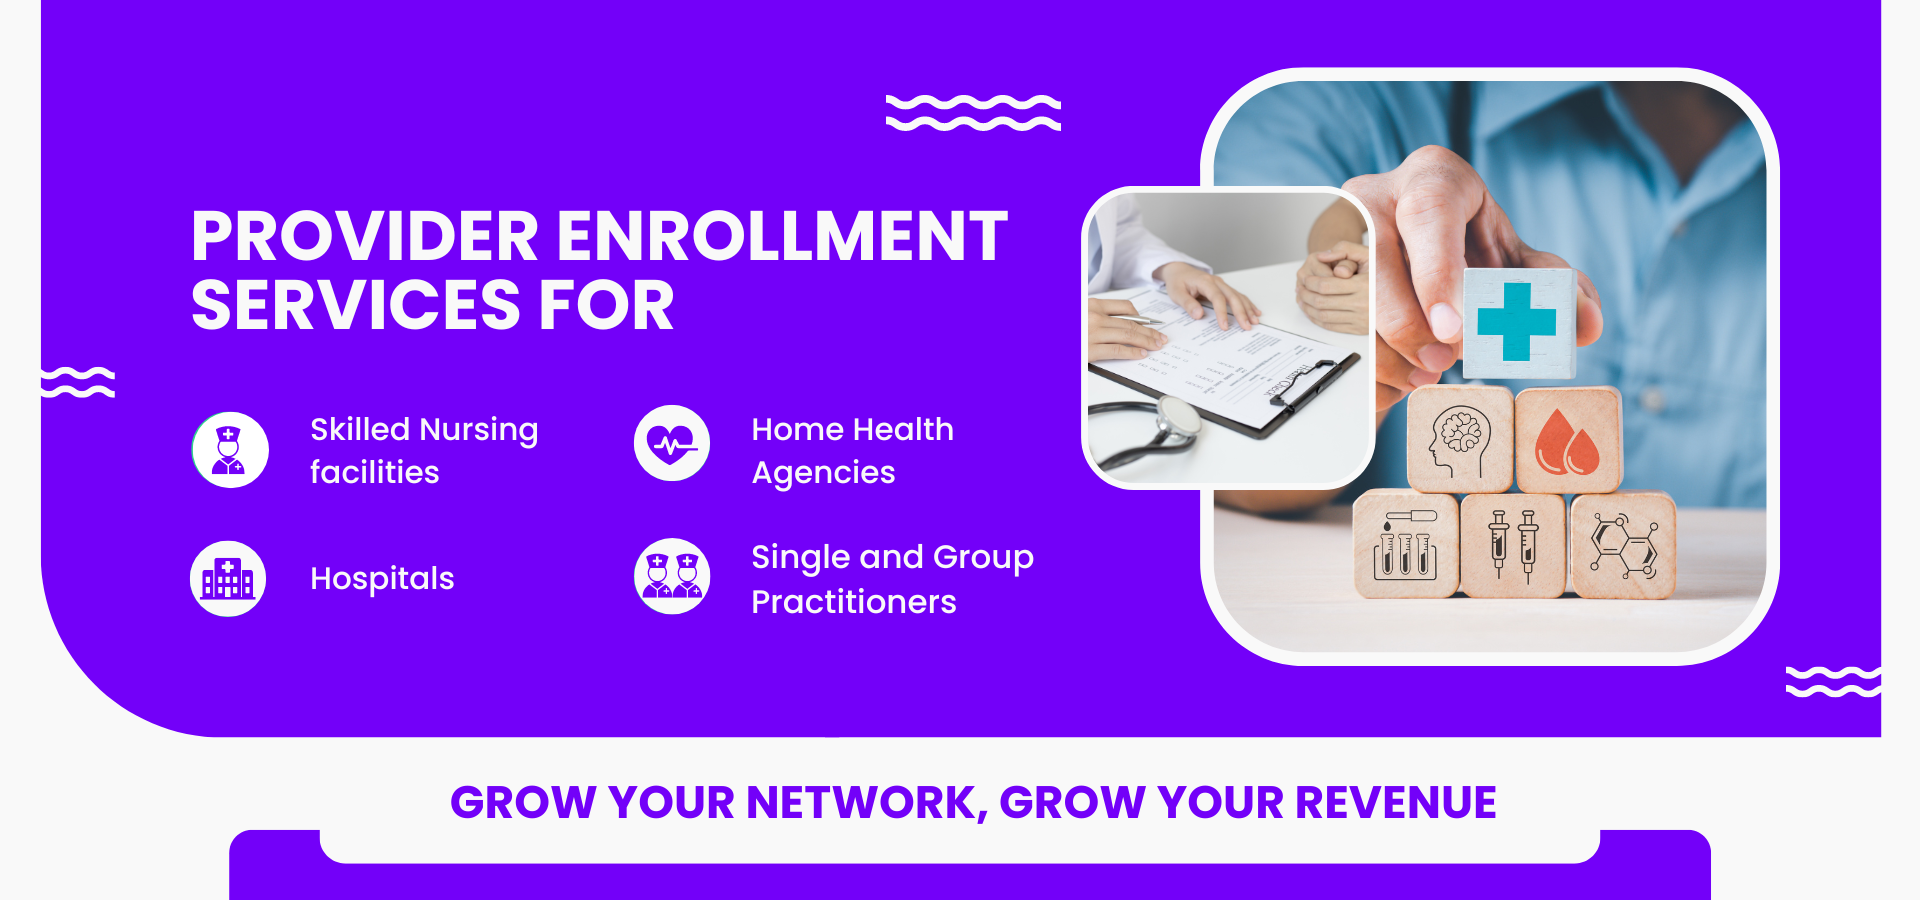 PROVIDER ENROLLMENT
SERVICES FOR
Skilled Nursing
facilities
Home Health
Agencies
Hospitals
Single and Group
Practitioners
GROW YOUR NETWORK, GROW YOUR REVENUE